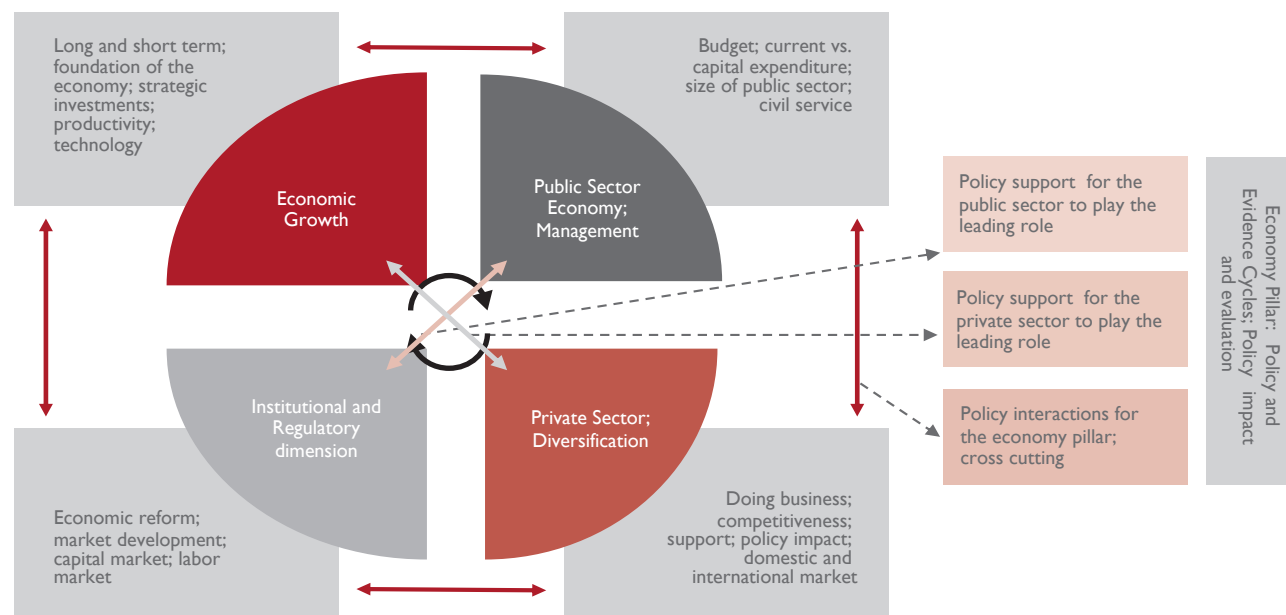 Long and short term;
foundation of the
economy; strategic
investments;
productivity;
technology
Budget; current vs.
capital expenditure;
size of public sector;
civil service
Economic
Growth
Public Sector
Economy;
Management
Institutional and
Regulatory
dimension
Private Sector;
Diversification
Economic reform;
market development;
capital market; labor
market
Doing business;
competitiveness;
support; policy impact;
domestic and
international market
Policy support for the
public sector to play the
leading role
Policy support for the
private sector to play the
leading role
Policy interactions for
the economy pillar;
cross cutting
Economy Pillar: Policy and
Evidence Cycles; Policy impact
and evaluation